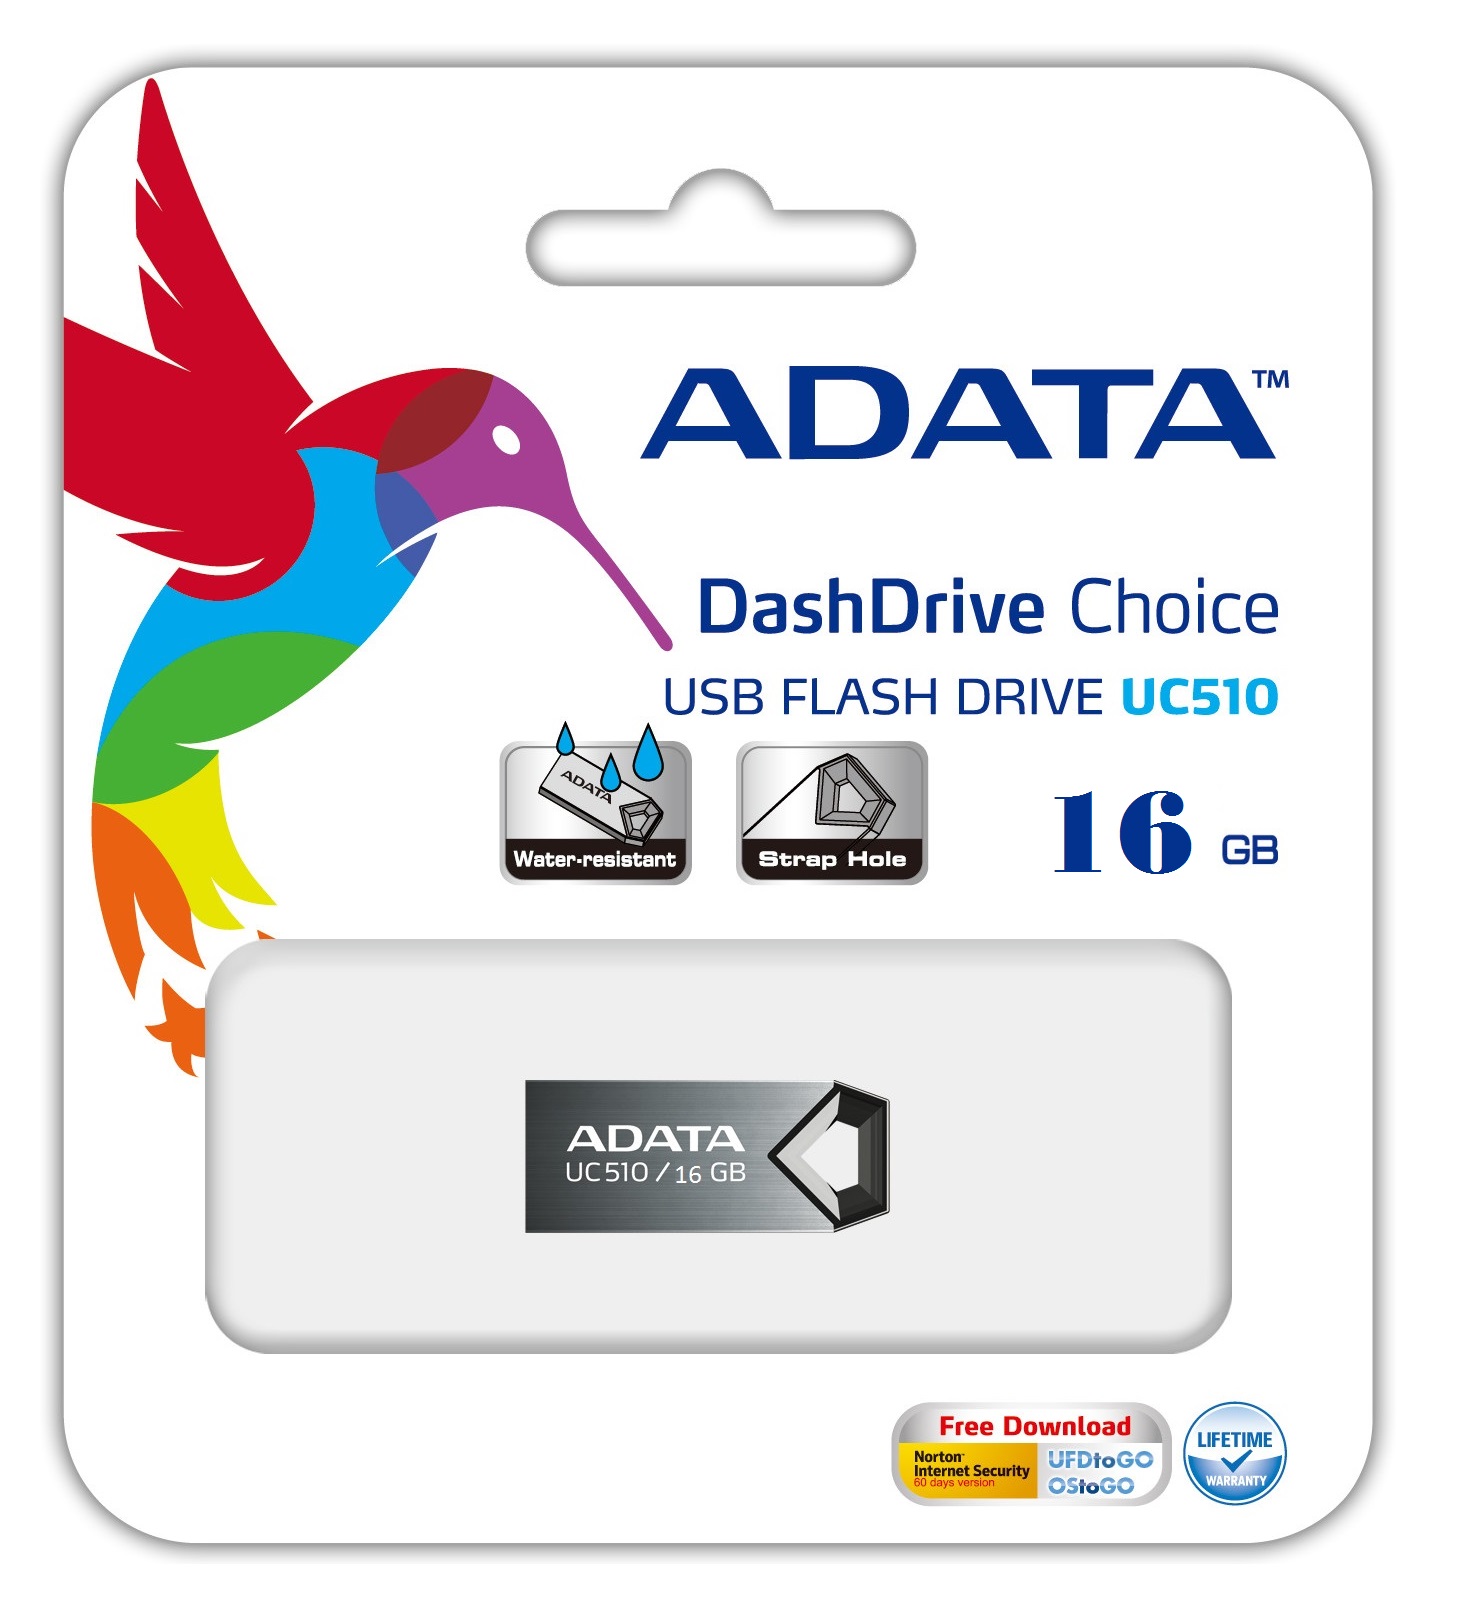 ADATA™
DashDrive Choice
USB FLASH DRIVE UC510
ADATA
Water-resistant
Strap Hole
16 GB
ADATA
UC510 / 16 GB
Free Download
Norton™
Internet Security
60 days version
UFDtoGO
OStoGO
LIFETIME
WARRANTY